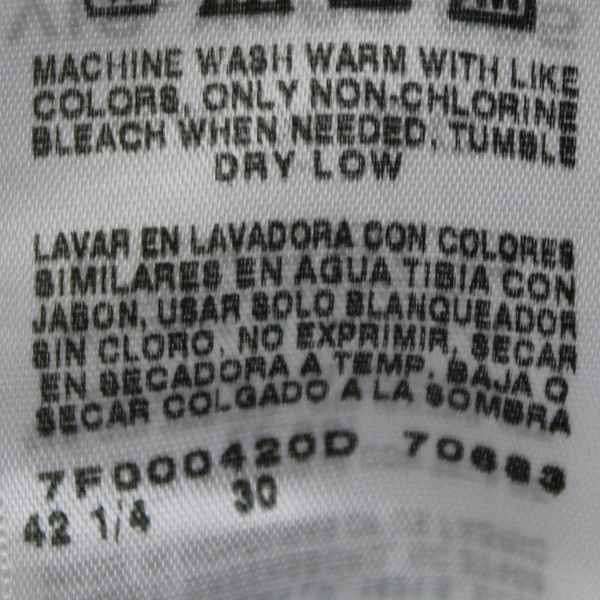 MACHINE WASH WARM WITH LIKE
COLORS, ONLY NON-CHLORINE
BLEACH WHEN NEEDED, TUMBLE
DRY LOW
LAVAR EN LAVADORA CON COLORES
SIMILARES EN AGUA TIBIA CON
JABON, USAR SOLO BLANQUEADOR
SIN CLORO, NO EXPRIMIR, SECAR
EN SECADORA A TEMP. BAJA O
SECAR COLGADO A LA SOMBRA
7F000420D
42 1/4 30